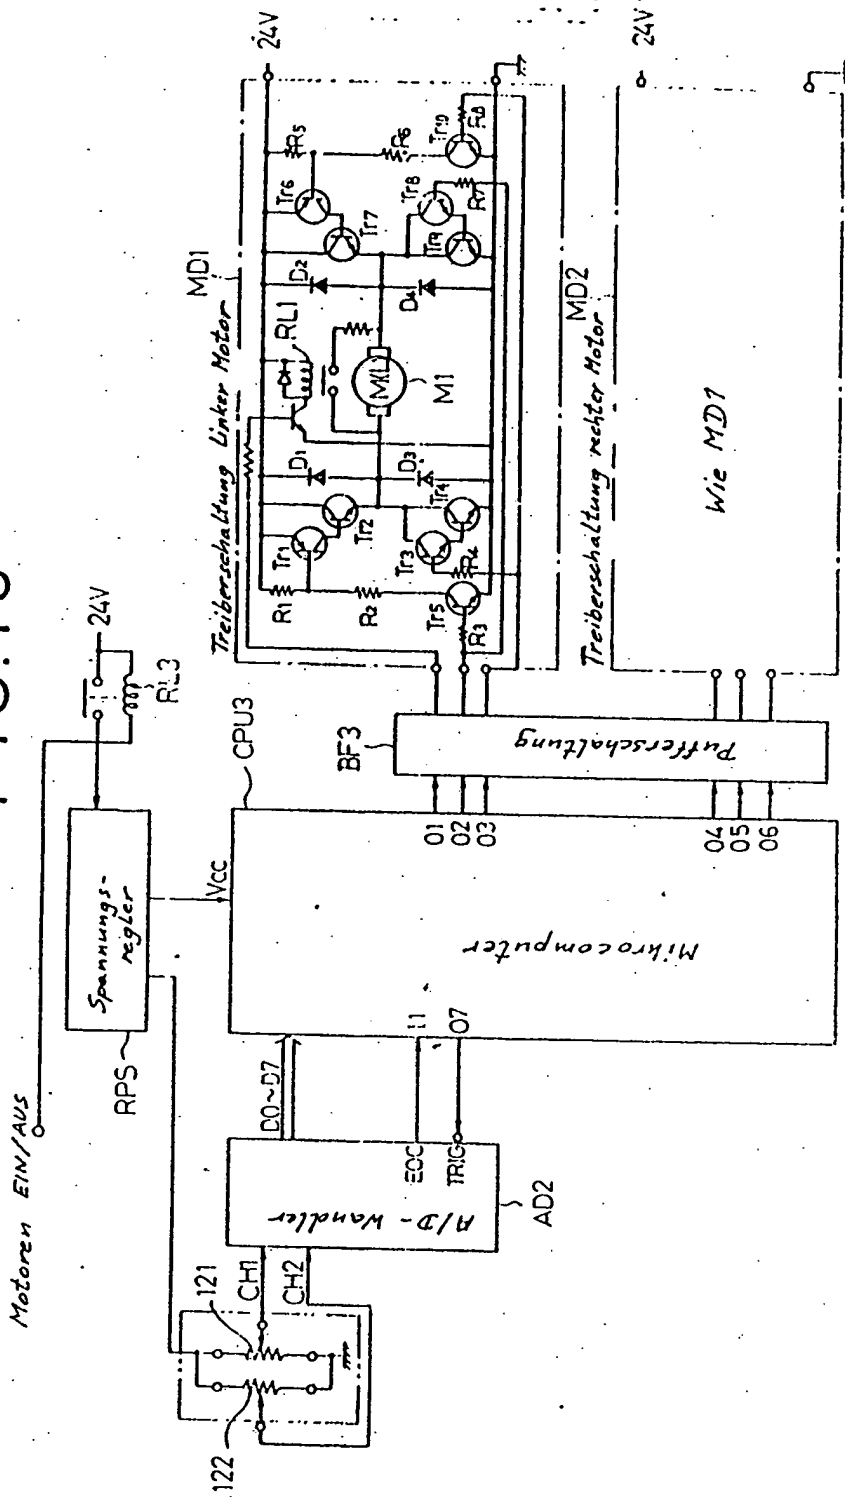 FIG.10
Motoren EIN/AUS
24V
RL3
Spannungs-
regler
RPS
Vcc
CPU3
Mikrocomputer
D0~D7
I1
O7
EOC
TRIG
A/D-Wandler
AD2
CH1
CH2
121
122
O1
O2
O3
O4
O5
O6
BF3
Pufferschaltung
Treiberschaltung Linker Motor
MD1
24V
R1
R2
R3
R4
Tr1
Tr2
Tr3
Tr4
Tr5
D1
D3
RL1
M(L)
M1
D2
D4
Tr6
Tr7
Tr8
Tr9
Tr10
R5
R6
R7
R8
Treiberschaltung rechter Motor
MD2
24V
Wie MD1